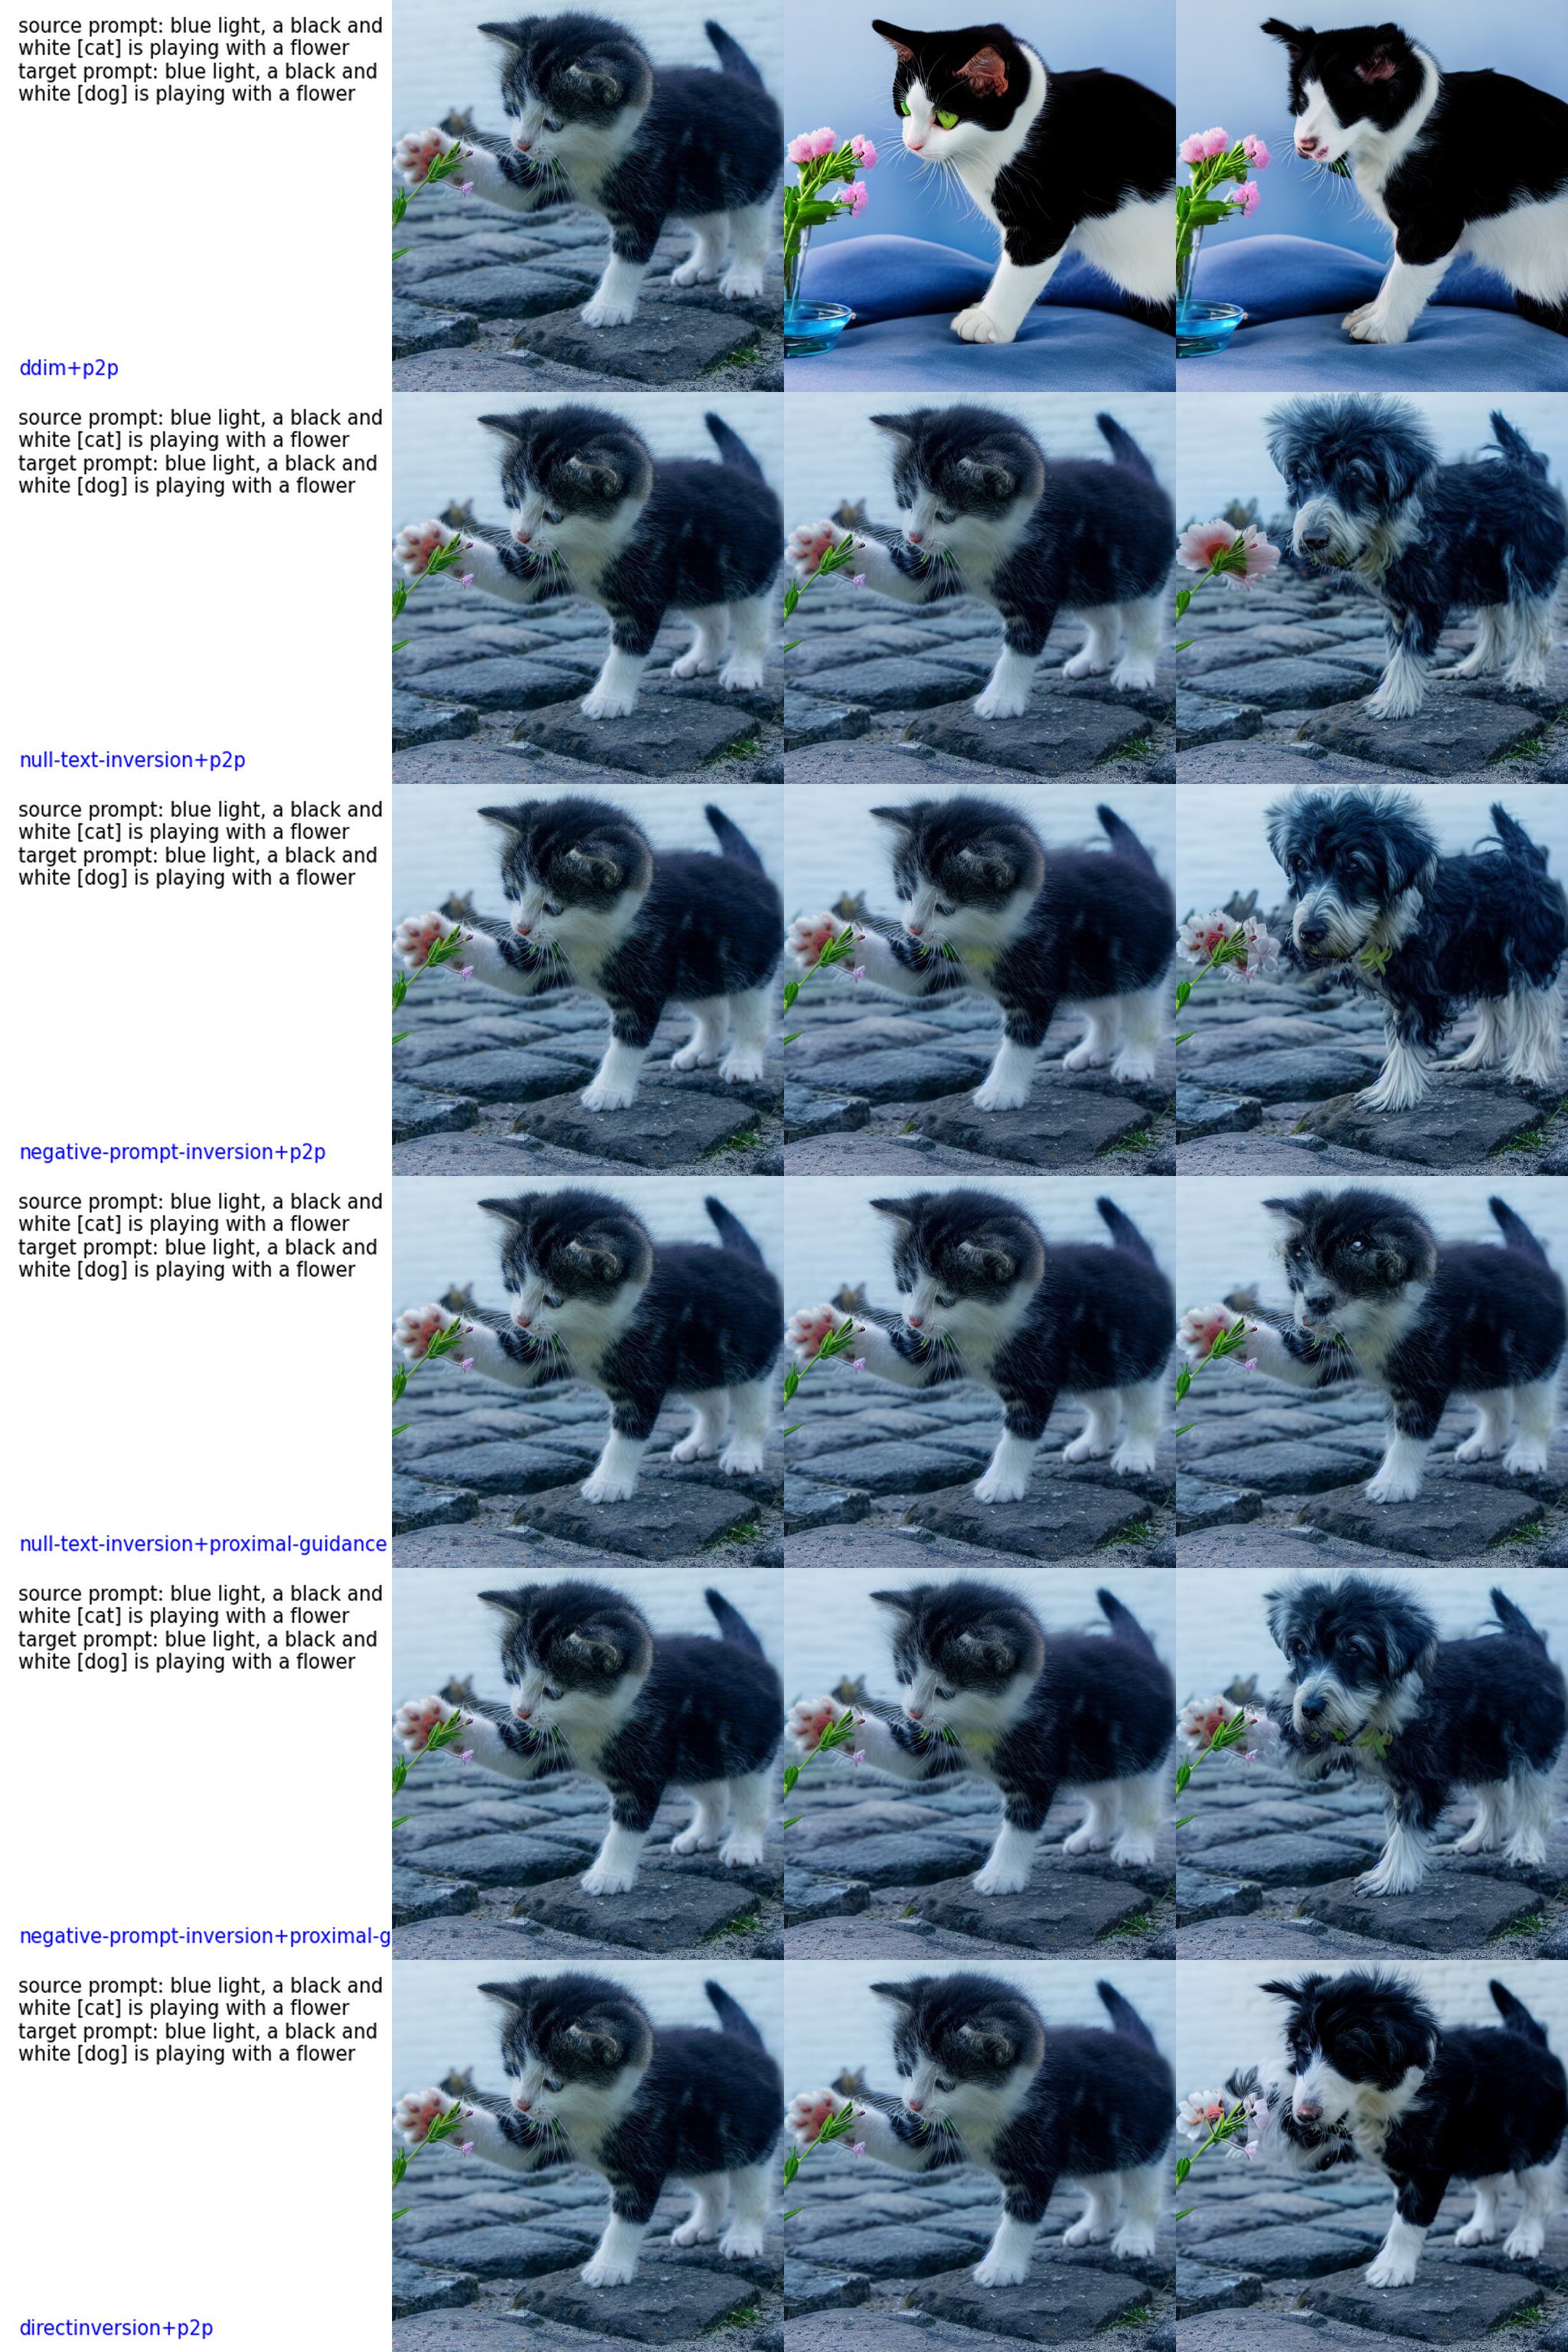 source prompt: blue light, a black and
white [cat] is playing with a flower
target prompt: blue light, a black and
white [dog] is playing with a flower
ddim+p2p
source prompt: blue light, a black and
white [cat] is playing with a flower
target prompt: blue light, a black and
white [dog] is playing with a flower
null-text-inversion+p2p
source prompt: blue light, a black and
white [cat] is playing with a flower
target prompt: blue light, a black and
white [dog] is playing with a flower
negative-prompt-inversion+p2p
source prompt: blue light, a black and
white [cat] is playing with a flower
target prompt: blue light, a black and
white [dog] is playing with a flower
null-text-inversion+proximal-guidance
source prompt: blue light, a black and
white [cat] is playing with a flower
target prompt: blue light, a black and
white [dog] is playing with a flower
negative-prompt-inversion+proximal-g
source prompt: blue light, a black and
white [cat] is playing with a flower
target prompt: blue light, a black and
white [dog] is playing with a flower
directinversion+p2p